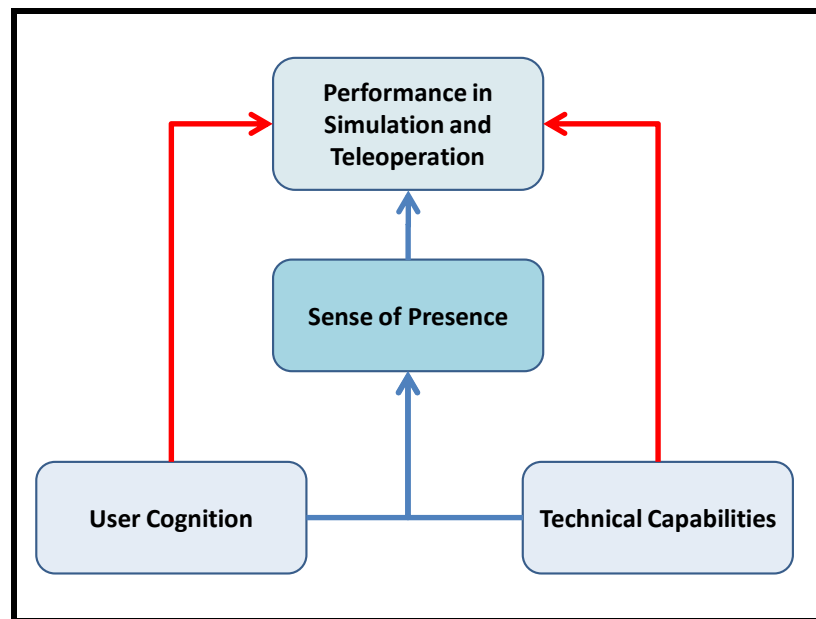 Performance in
Simulation and
Teleoperation
Sense of Presence
User Cognition
Technical Capabilities